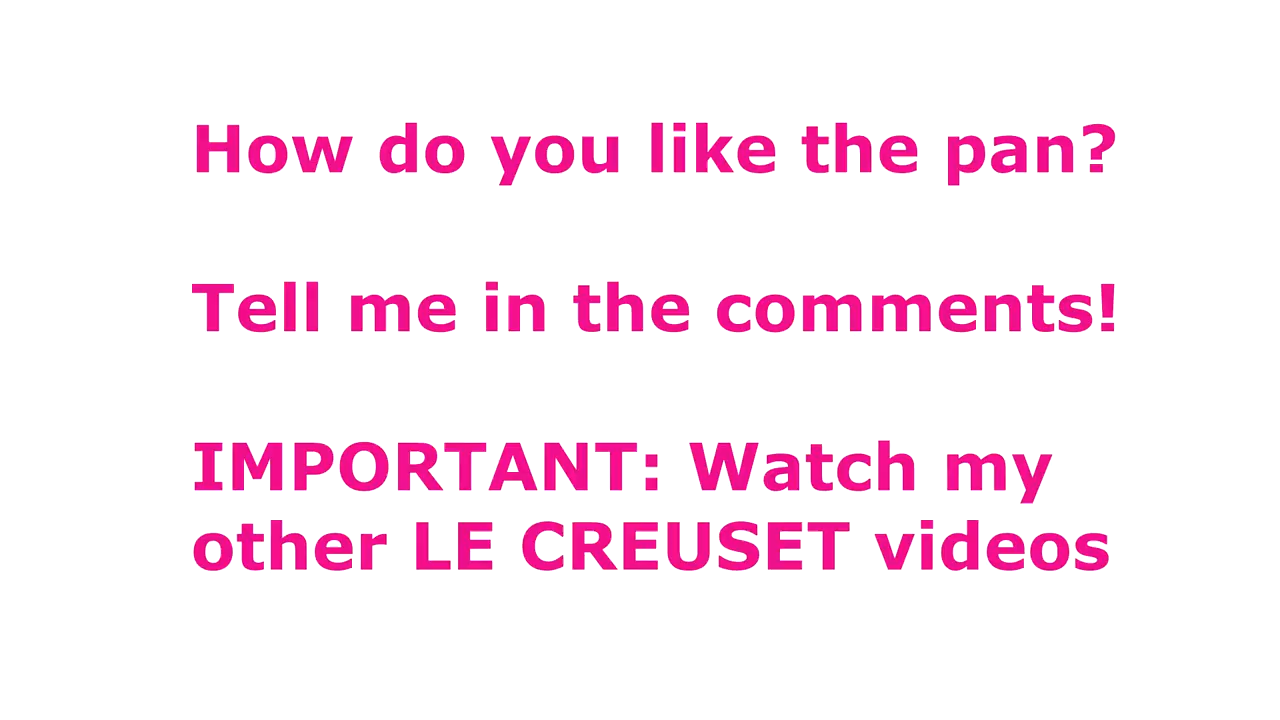 How do you like the pan?
Tell me in the comments!
IMPORTANT: Watch my
other LE CREUSET videos